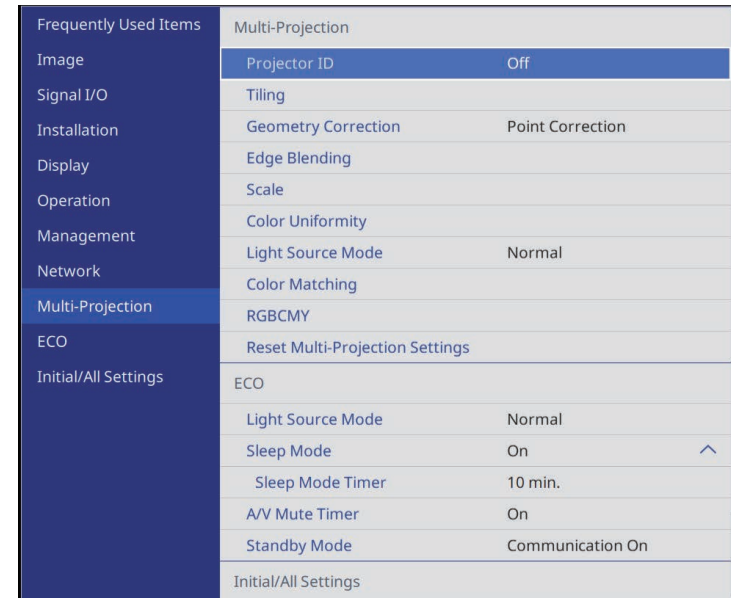 Frequently Used Items
Image
Signal I/O
Installation
Display
Operation
Management
Network
Multi-Projection
ECO
Initial/All Settings
Multi-Projection
Projector ID Off
Tiling
Geometry Correction Point Correction
Edge Blending
Scale
Color Uniformity
Light Source Mode Normal
Color Matching
RGBCMY
Reset Multi-Projection Settings
ECO
Light Source Mode Normal
Sleep Mode On
Sleep Mode Timer 10 min.
A/V Mute Timer On
Standby Mode Communication On
Initial/All Settings